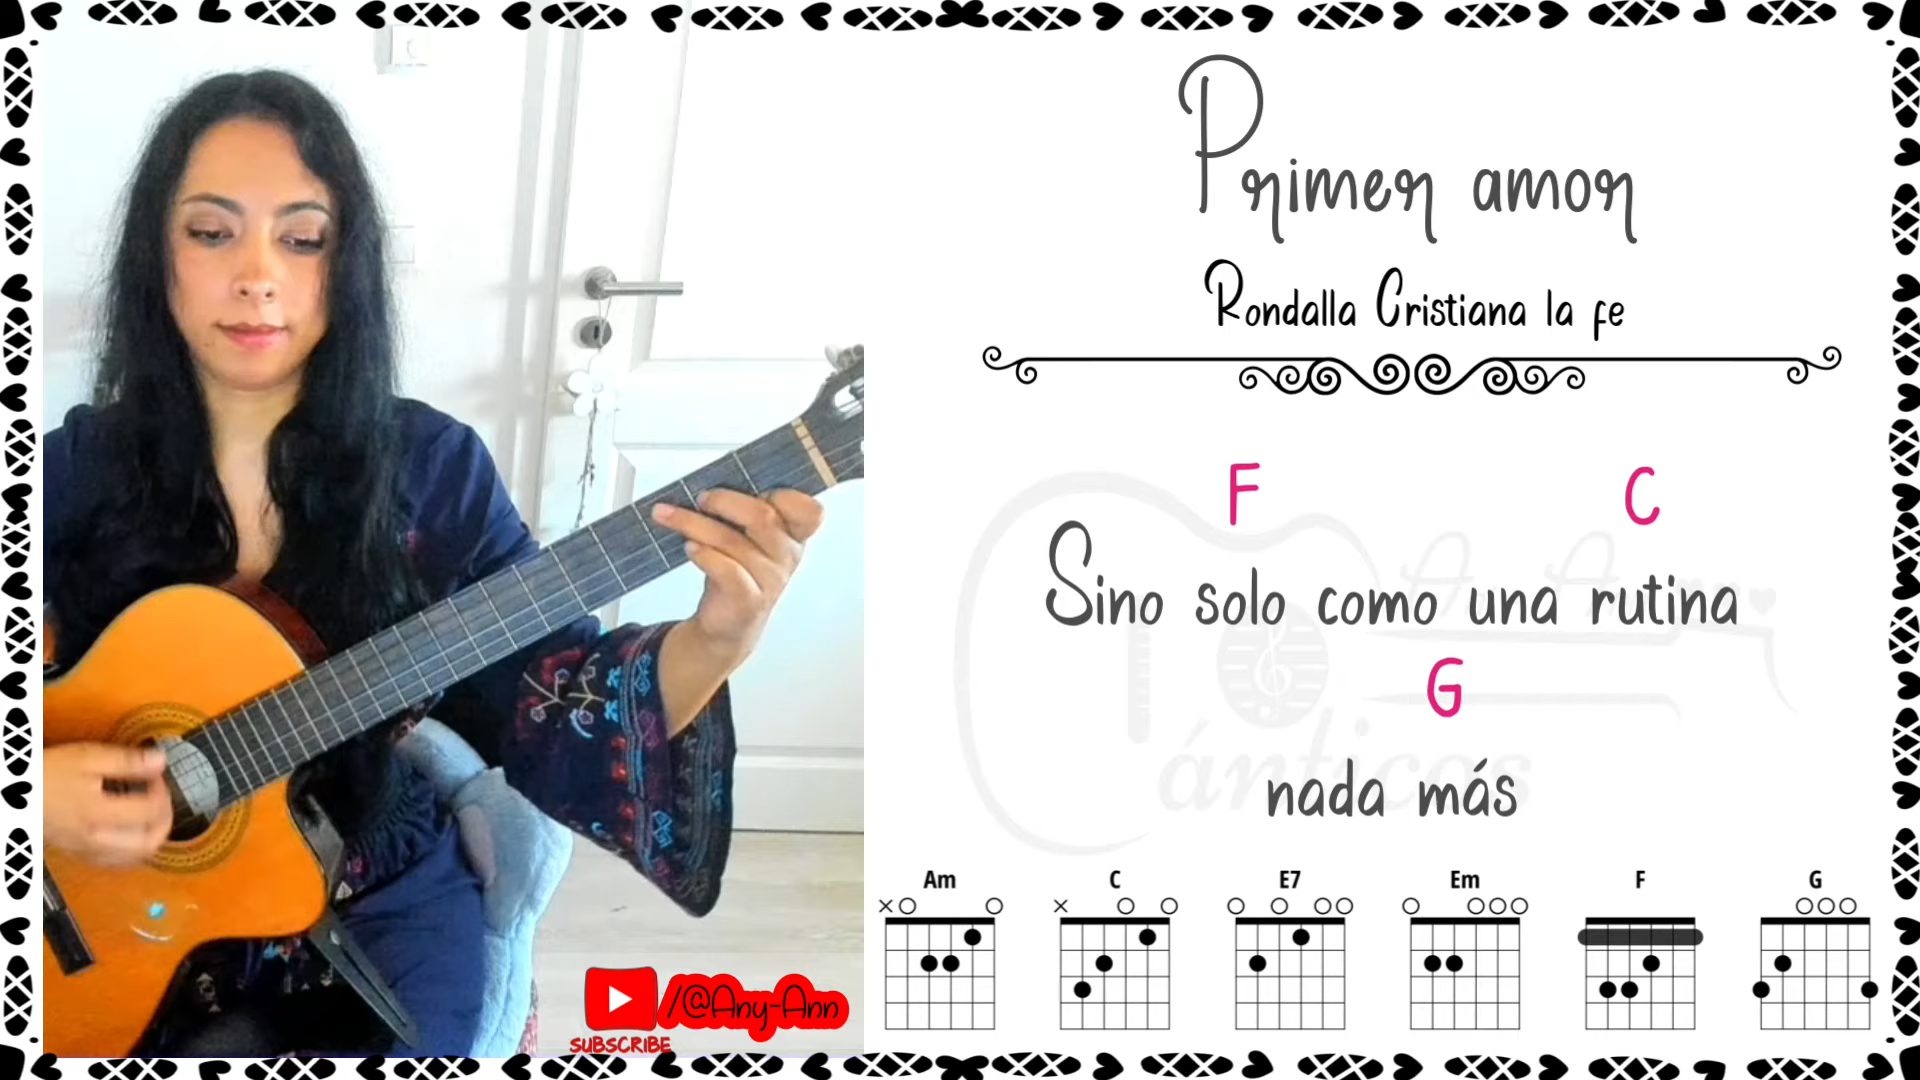 Primer amor
Rondalla Cristiana la fe
F C
Sino solo como una rutina
G
nada más
ánticos
Am C E7 Em F G
/@Any-Ann
SUBSCRIBE